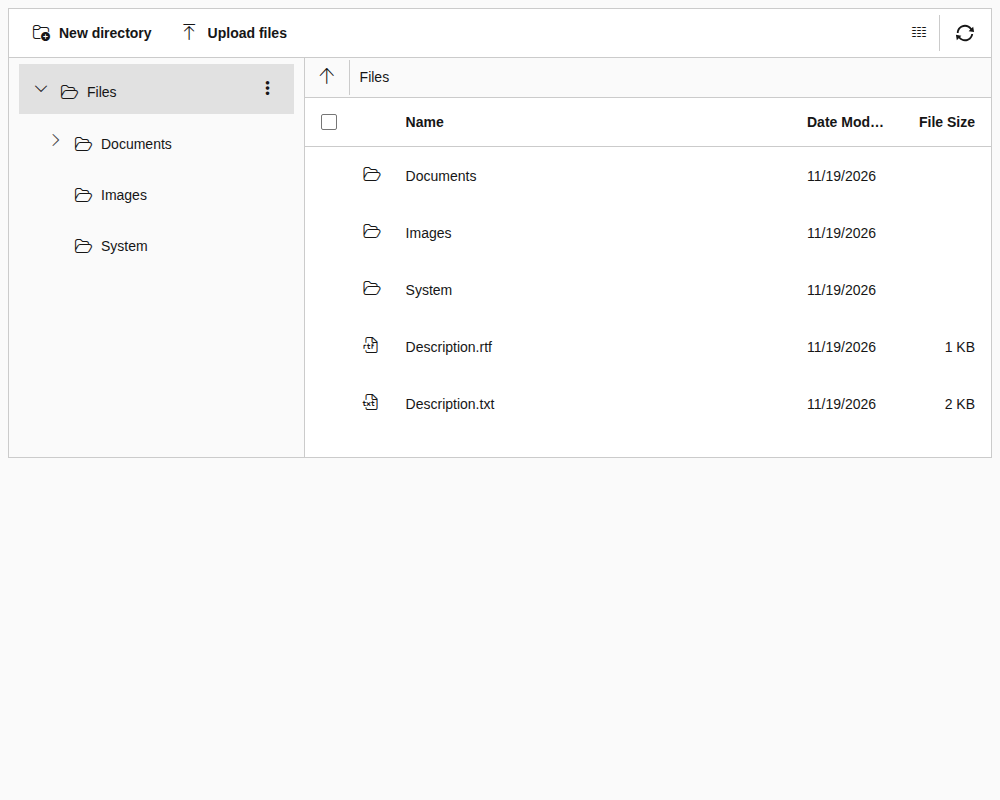 New directory Upload files
Files
Documents
Images
System
Files
Name Date Mod… File Size
Documents 11/19/2026
Images 11/19/2026
System 11/19/2026
rtf Description.rtf 11/19/2026 1 KB
txt Description.txt 11/19/2026 2 KB